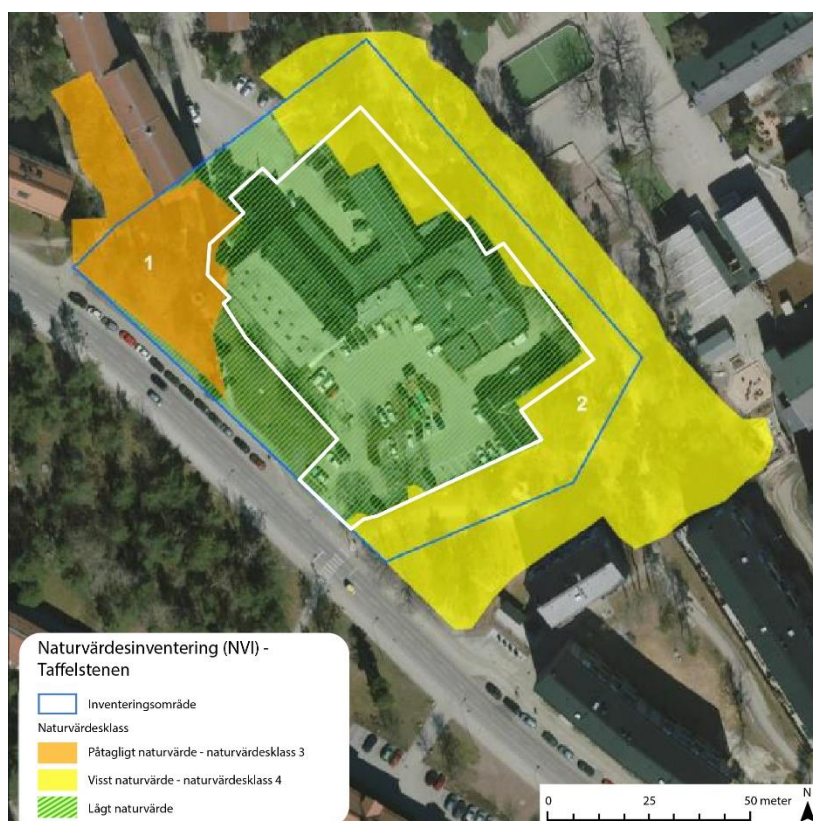 1
2
Naturvärdesinventering (NVI) -
Taffelstenen
Inventeringsområde
Naturvärdesklass
Påtagligt naturvärde - naturvärdesklass 3
Visst naturvärde - naturvärdesklass 4
Lågt naturvärde
0 25 50 meter
N